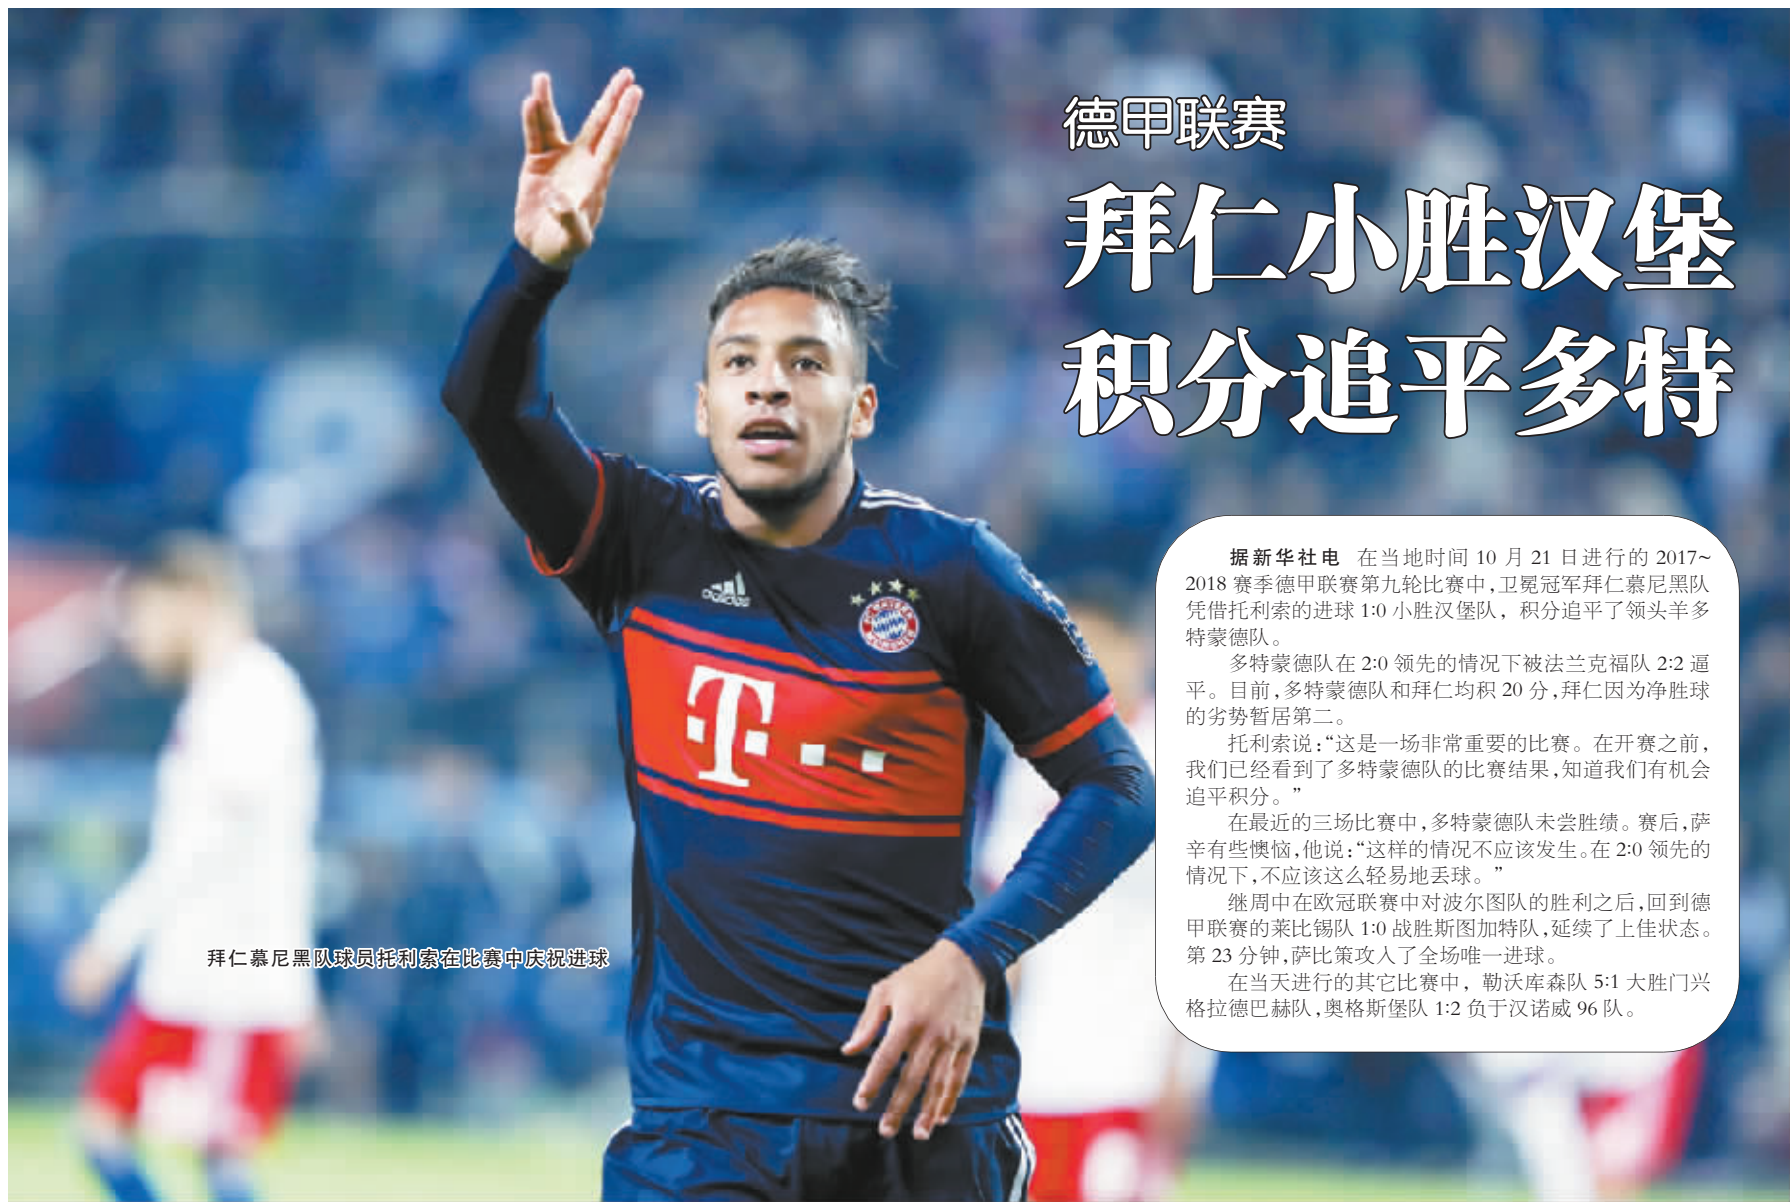 德甲联赛
拜仁小胜汉堡
积分追平多特
据新华社电 在当地时间 10 月 21 日进行的 2017~
2018 赛季德甲联赛第九轮比赛中,卫冕冠军拜仁慕尼黑队
凭借托利索的进球 1:0 小胜汉堡队，积分追平了领头羊多
特蒙德队。
多特蒙德队在 2:0 领先的情况下被法兰克福队 2:2 逼
平。目前,多特蒙德队和拜仁均积 20 分,拜仁因为净胜球
的劣势暂居第二。
托利索说:“这是一场非常重要的比赛。在开赛之前，
我们已经看到了多特蒙德队的比赛结果,知道我们有机会
追平积分。”
在最近的三场比赛中,多特蒙德队未尝胜绩。赛后,萨
辛有些懊恼,他说:“这样的情况不应该发生。在 2:0 领先的
情况下,不应该这么轻易地丢球。”
继周中在欧冠联赛中对波尔图队的胜利之后,回到德
甲联赛的莱比锡队 1:0 战胜斯图加特队,延续了上佳状态。
第 23 分钟,萨比策攻入了全场唯一进球。
在当天进行的其它比赛中，勒沃库森队 5:1 大胜门兴
格拉德巴赫队,奥格斯堡队 1:2 负于汉诺威 96 队。
拜仁慕尼黑队球员托利索在比赛中庆祝进球
adidas
T